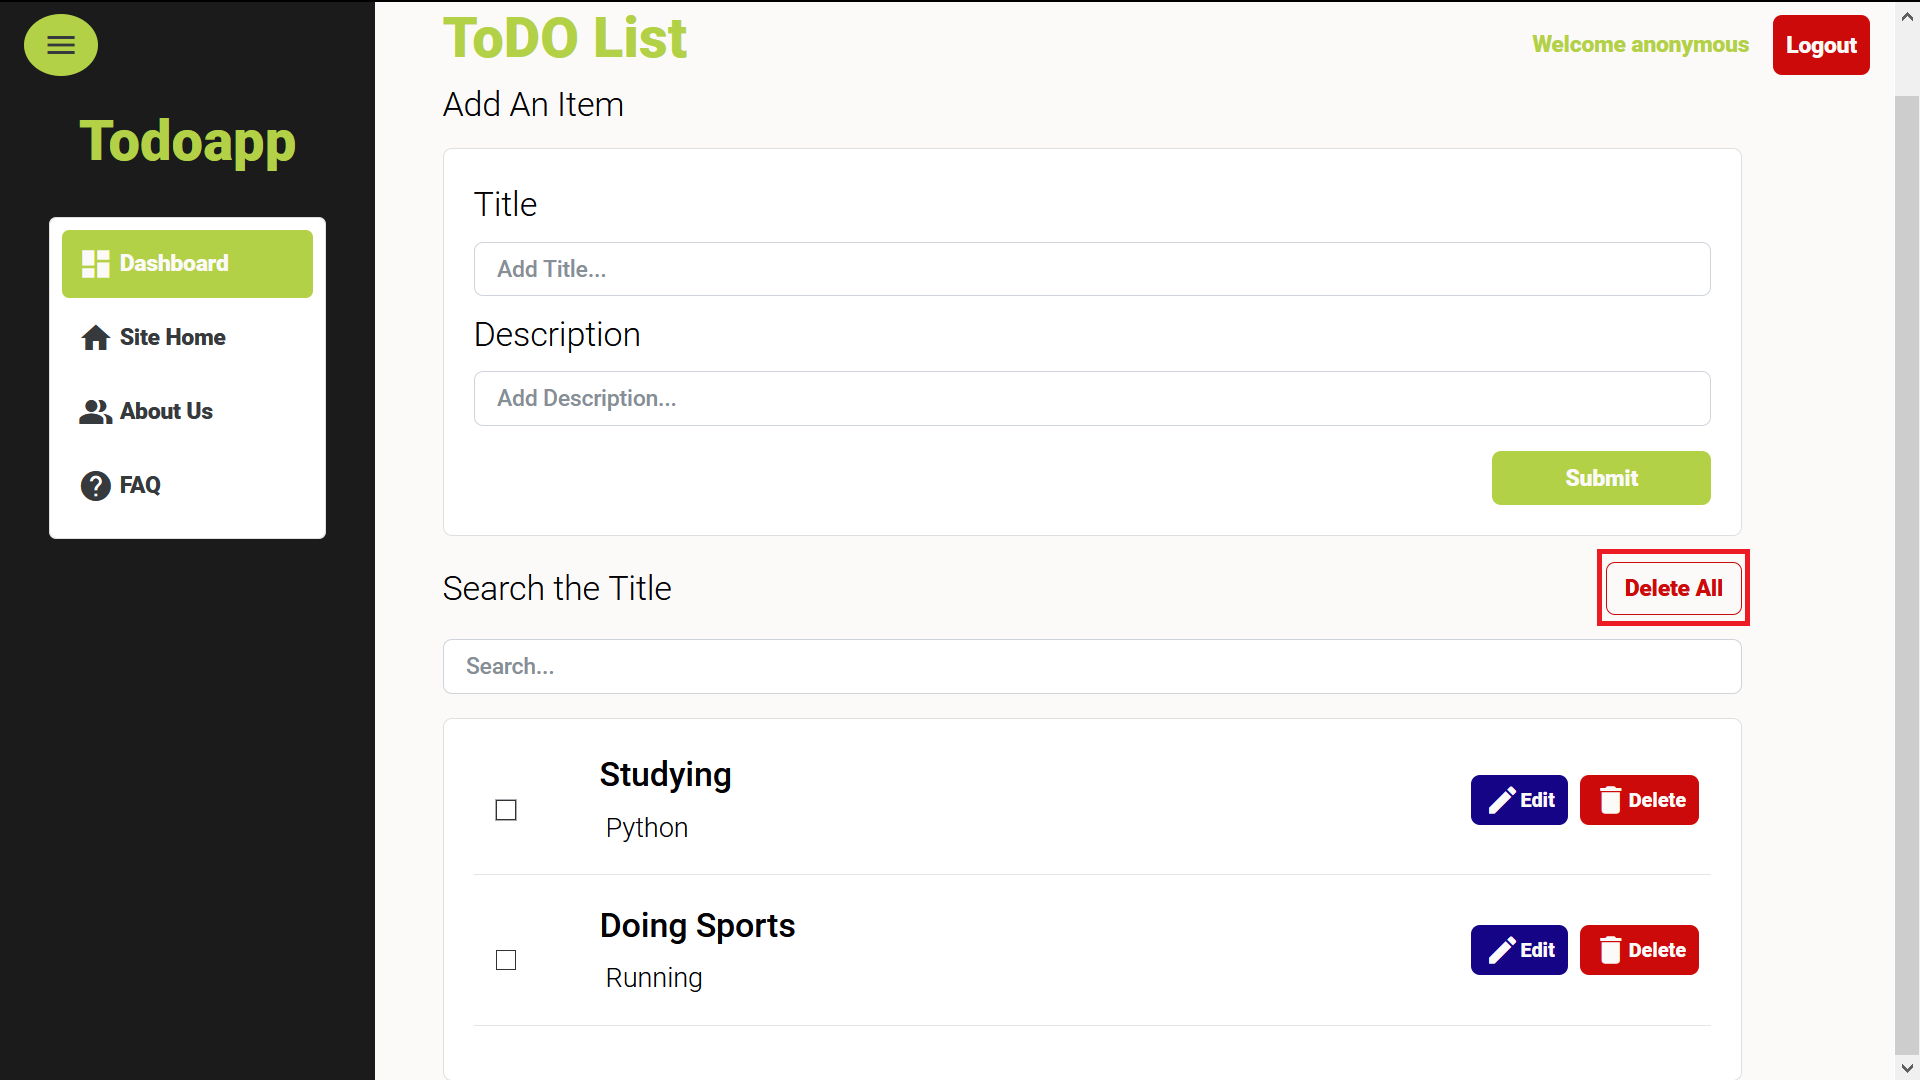 Todoapp
Dashboard
Site Home
About Us
FAQ
ToDO List
Welcome anonymous
Logout
Add An Item
Title
Add Title...
Description
Add Description...
Submit
Search the Title
Delete All
Search...
Studying
Python
Edit
Delete
Doing Sports
Running
Edit
Delete